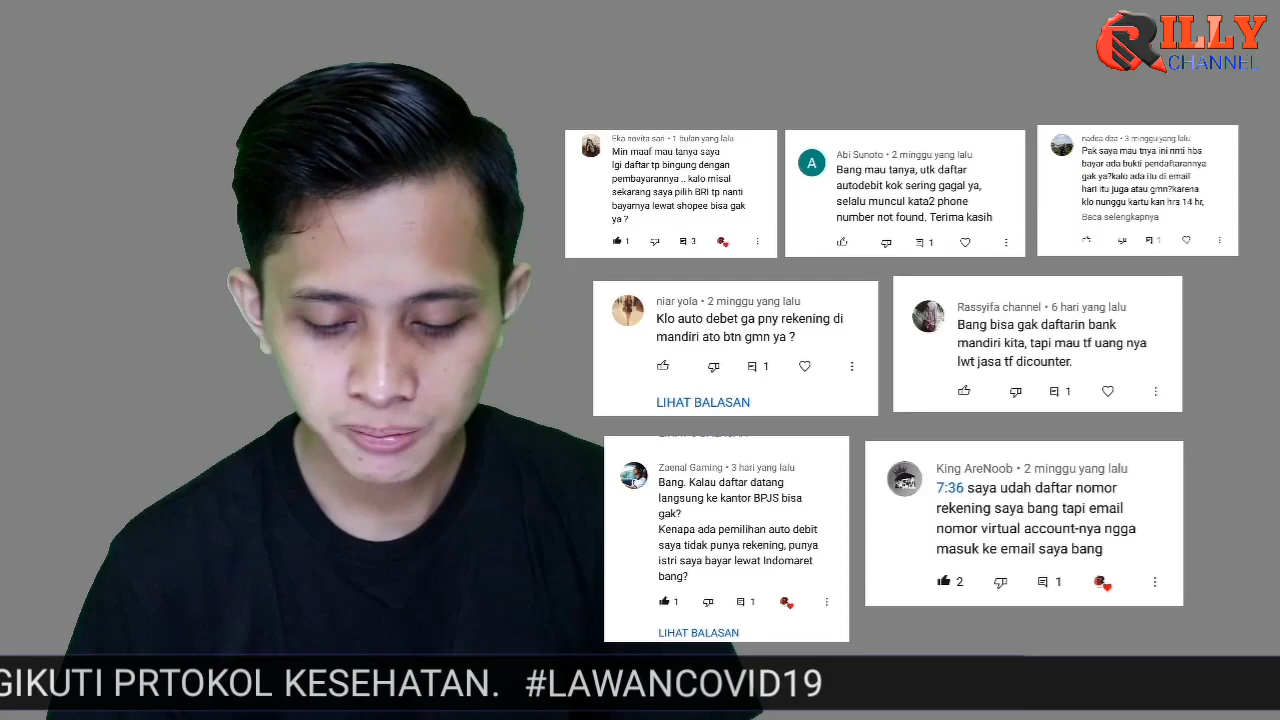 RILLY
CHANNEL
Eka novita sari • 1 bulan yang lalu
Min maaf mau tanya saya
lgi daftar tp bingung dengan
pembayarannya .. kalo misal
sekarang saya pilih BRI tp nanti
bayarnya lewat shopee bisa gak
ya ?
1
3
A
Abi Sunoto • 2 minggu yang lalu
Bang mau tanya, utk daftar
autodebit kok sering gagal ya,
selalu muncul kata2 phone
number not found. Terima kasih
1
nadea dea • 3 minggu yang lalu
Pak saya mau tnya ini nnti hbs
bayar ada bukti pendaftarannya
gak ya?kalo ada itu di email
hari itu juga atau gmn?karena
klo nunggu kartu kan hrs 14 hr,
Baca selengkapnya
1
niar yola • 2 minggu yang lalu
Klo auto debet ga pny rekening di
mandiri ato btn gmn ya ?
1
LIHAT BALASAN
Rassyifa channel • 6 hari yang lalu
Bang bisa gak daftarin bank
mandiri kita, tapi mau tf uang nya
lwt jasa tf dicounter.
1
Zaenal Gaming • 3 hari yang lalu
Bang. Kalau daftar datang
langsung ke kantor BPJS bisa
gak?
Kenapa ada pemilihan auto debit
saya tidak punya rekening, punya
istri saya bayar lewat Indomaret
bang?
1
1
LIHAT BALASAN
King AreNoob • 2 minggu yang lalu
7:36 saya udah daftar nomor
rekening saya bang tapi email
nomor virtual account-nya ngga
masuk ke email saya bang
2
1
GIKUTI PRTOKOL KESEHATAN. #LAWANCOVID19